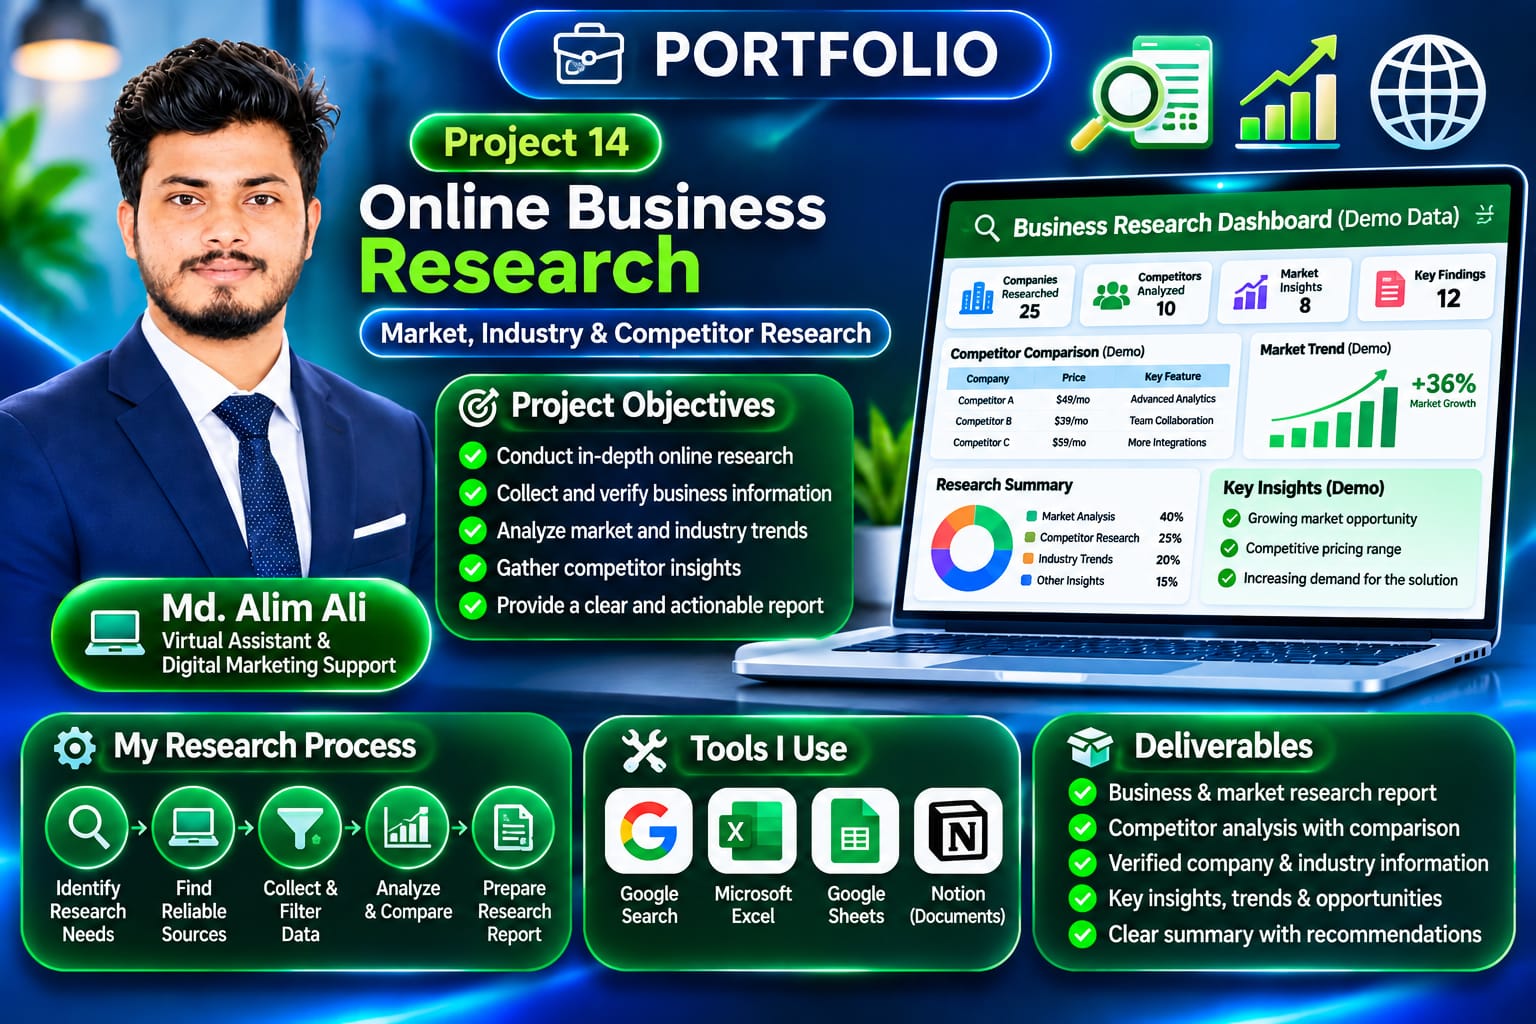 PORTFOLIO
Project 14
Online Business
Research
Market, Industry & Competitor Research
Project Objectives
Conduct in-depth online research
Collect and verify business information
Analyze market and industry trends
Gather competitor insights
Provide a clear and actionable report
Md. Alim Ali
Virtual Assistant &
Digital Marketing Support
Business Research Dashboard (Demo Data)
Companies
Researched
25
Competitors
Analyzed
10
Market
Insights
8
Key Findings
12
Competitor Comparison (Demo)
Company Price Key Feature
Competitor A $49/mo Advanced Analytics
Competitor B $39/mo Team Collaboration
Competitor C $59/mo More Integrations
Market Trend (Demo)
+36%
Market Growth
Research Summary
Market Analysis 40%
Competitor Research 25%
Industry Trends 20%
Other Insights 15%
Key Insights (Demo)
Growing market opportunity
Competitive pricing range
Increasing demand for the solution
My Research Process
Identify
Research
Needs
Find
Reliable
Sources
Collect &
Filter
Data
Analyze
& Compare
Prepare
Research
Report
Tools I Use
G
Google
Search
X
Microsoft
Excel
Google
Sheets
N
Notion
(Documents)
Deliverables
Business & market research report
Competitor analysis with comparison
Verified company & industry information
Key insights, trends & opportunities
Clear summary with recommendations